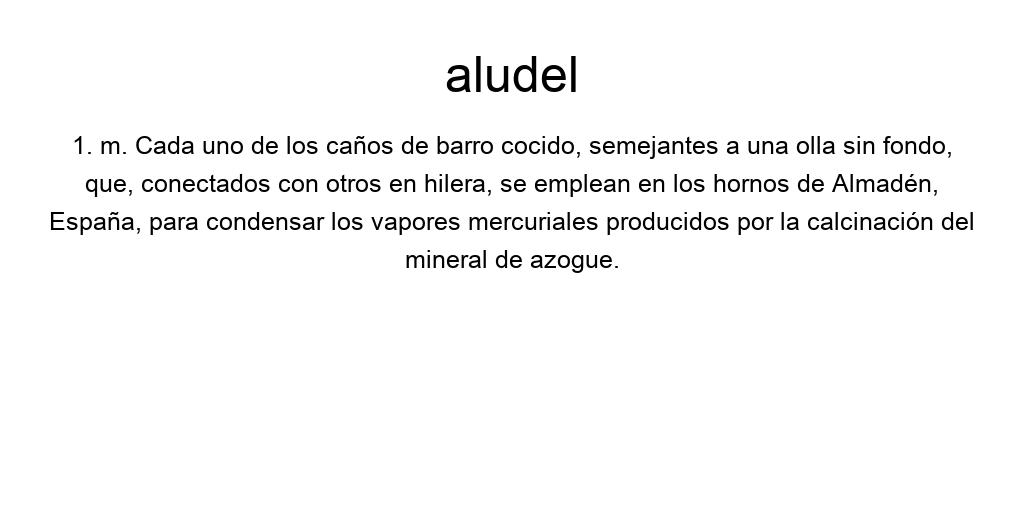 aludel
1. m. Cada uno de los caños de barro cocido, semejantes a una olla sin fondo,
que, conectados con otros en hilera, se emplean en los hornos de Almadén,
España, para condensar los vapores mercuriales producidos por la calcinación del
mineral de azogue.